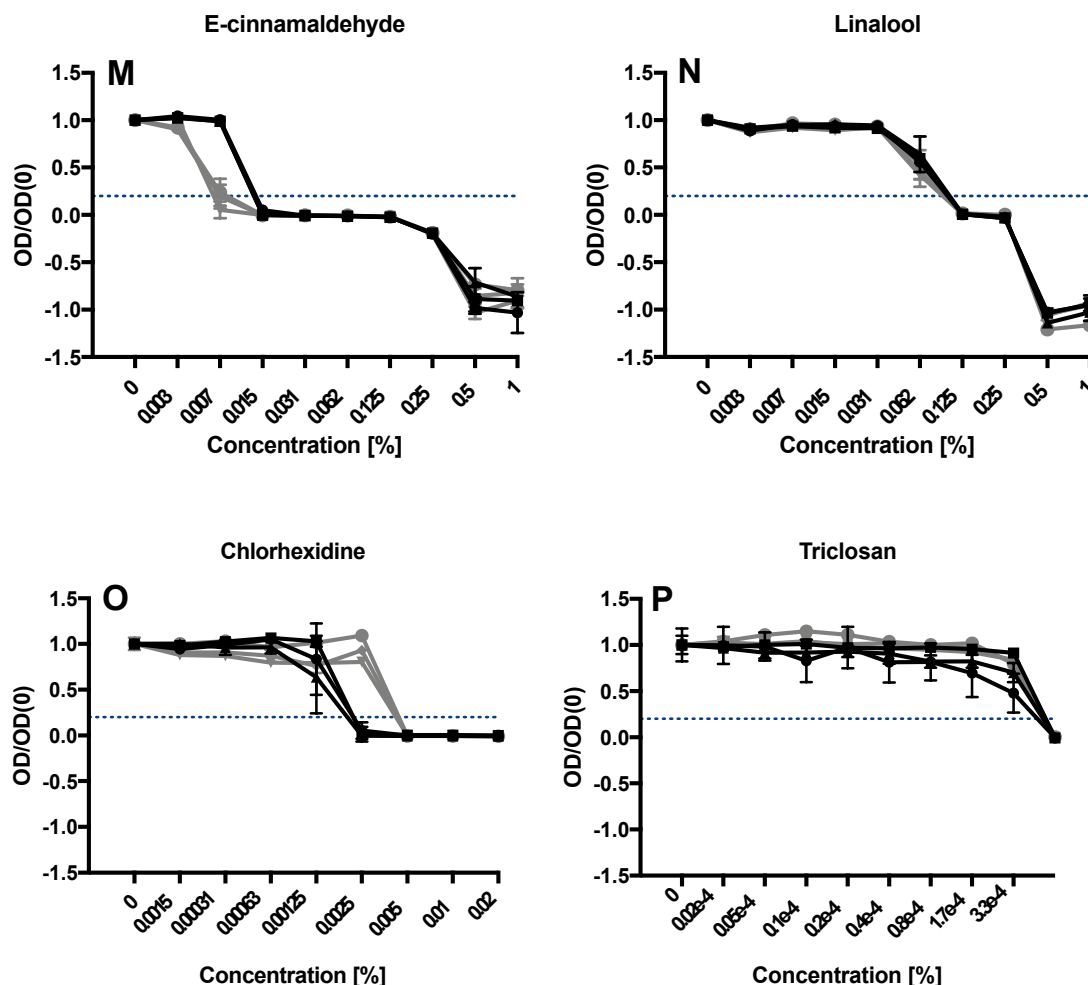 E-cinnamaldehyde
M
1.5
1.0
0.5
0.0
-0.5
-1.0
-1.5
OD/OD(0)
0
0.003
0.007
0.015
0.031
0.062
0.125
0.25
0.5
1
Concentration [%]
Linalool
N
1.5
1.0
0.5
0.0
-0.5
-1.0
-1.5
OD/OD(0)
0
0.003
0.007
0.015
0.031
0.062
0.125
0.25
0.5
1
Concentration [%]
Chlorhexidine
O
1.5
1.0
0.5
0.0
-0.5
-1.0
-1.5
OD/OD(0)
0
0.0015
0.00031
0.00063
0.00125
0.0025
0.005
0.01
0.02
Concentration [%]
Triclosan
P
1.5
1.0
0.5
0.0
-0.5
-1.0
-1.5
OD/OD(0)
0
0.02e-4
0.05e-4
0.1e-4
0.2e-4
0.4e-4
0.8e-4
1.7e-4
3.3e-4
Concentration [%]